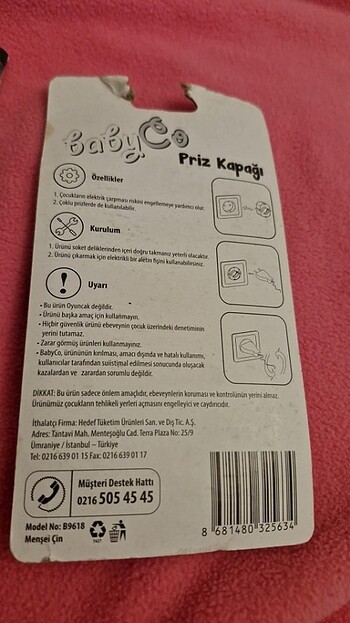 babyCo
Priz Kapağı
Özellikler
1. Çocukların elektrik çarpması riskini engellemeye yardımcı olur.
2. Çoklu prizlerde de kullanılabilir.
Kurulum
1. Ürünü soket deliklerinden içeri doğru takmanız yeterli olacaktır.
2. Ürünü çıkarmak için elektrikli bir aletin fişini kullanabilirsiniz.
Uyarı
• Bu ürün Oyuncak değildir.
• Ürünü başka amaç için kullanmayın.
• Hiçbir güvenlik ürünü ebeveynin çocuk üzerindeki denetiminin
yerini tutamaz.
• Zarar görmüş ürünleri kullanmayınız.
• BabyCo, ürününün kırılması, amacı dışında ve hatalı kullanımı,
kullanıcılar tarafından suistimal edilmesi sonucunda oluşacak
kazalardan ve zarardan sorumlu değildir.
DİKKAT: Bu ürün sadece önlem amaçlıdır, ebeveynlerin koruması ve kontrolünün yerini almaz.
Ürünümüz çocukların tehlikeli yerleri açmasını engelleyici ve caydırıcıdır.
İthalatçı Firma: Hedef Tüketim Ürünleri San. ve Dış Tic. A.Ş.
Adres: Tantavi Mah. Menteşoğlu Cad. Terra Plaza No: 25/9
Ümraniye / İstanbul – Türkiye
Tel: 0216 639 01 15 Fax: 0216 639 01 17
Müşteri Destek Hattı
0216 505 45 45
Model No: B9618
Menşei Çin
8 681480 325634